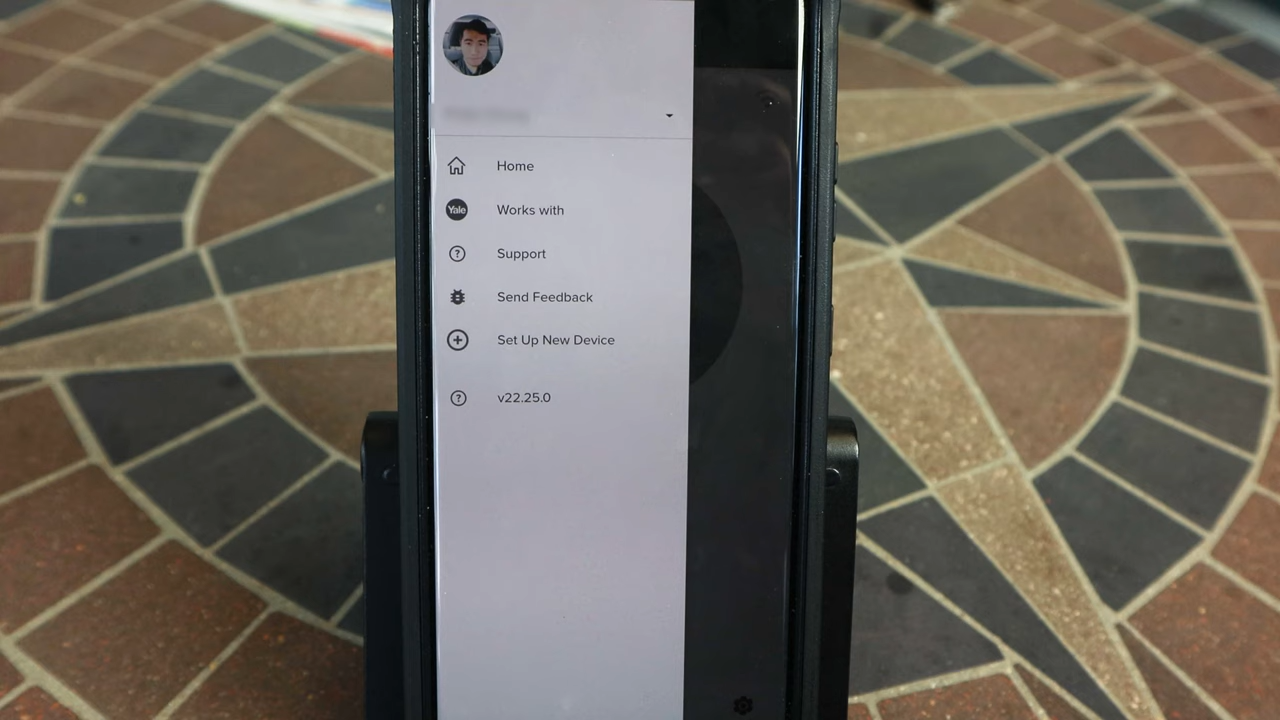 Home
Yale Works with
Support
Send Feedback
Set Up New Device
v22.25.0